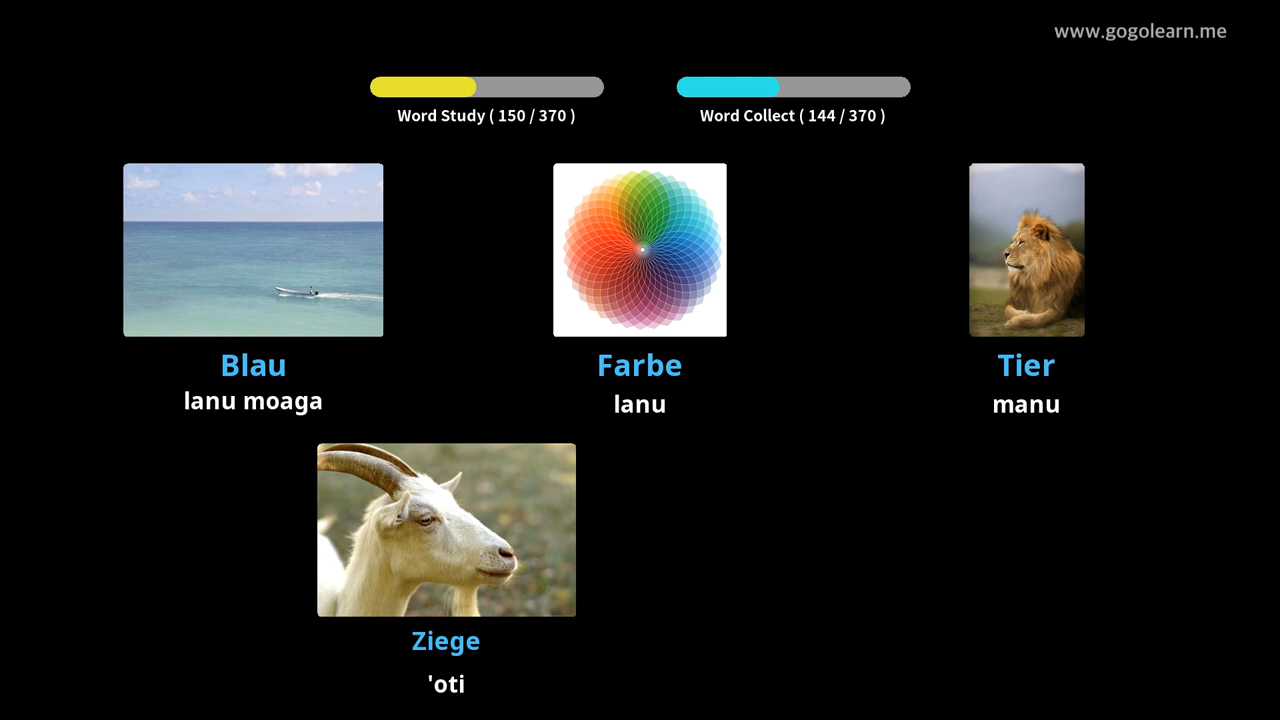 www.gogolearn.me
Word Study ( 150 / 370 )
Word Collect ( 144 / 370 )
Blau
lanu moaga
Farbe
lanu
Tier
manu
Ziege
'oti